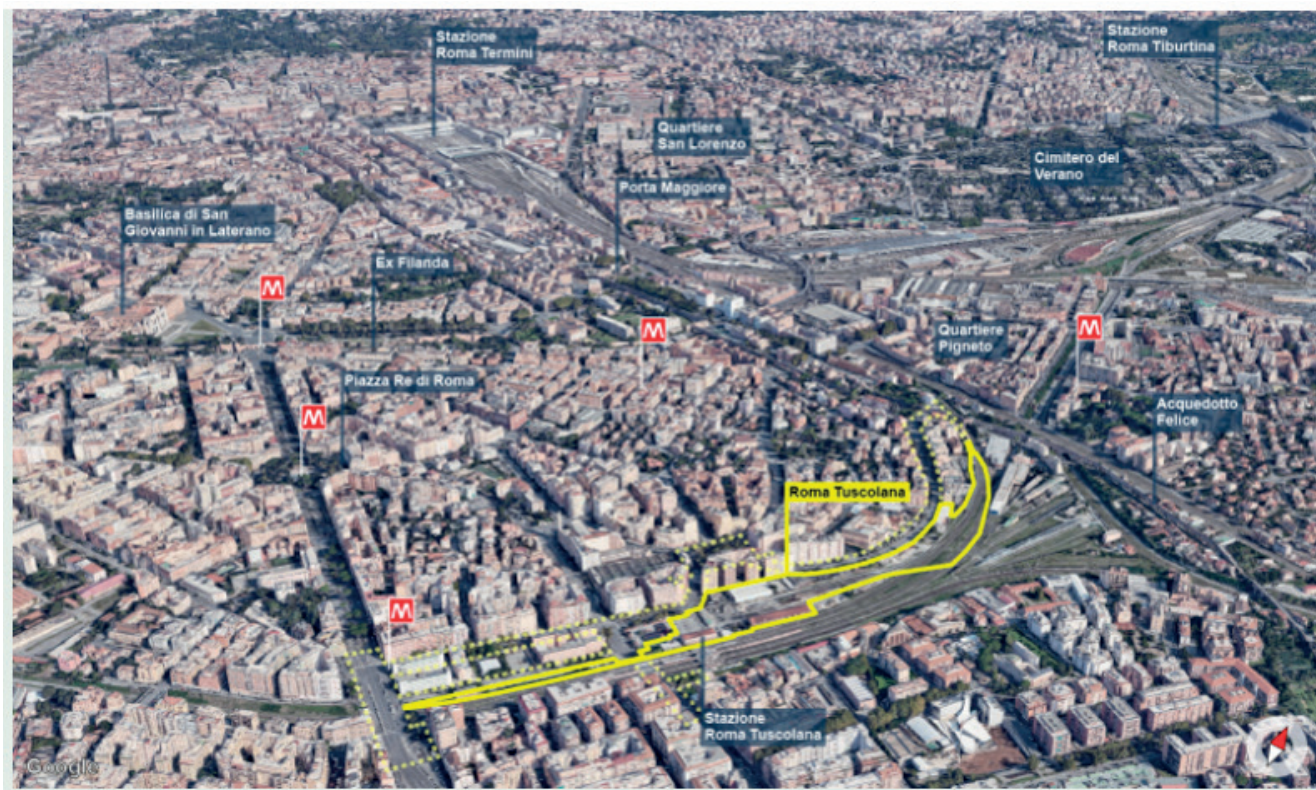 Stazione
Roma Termini
Stazione
Roma Tiburtina
Quartiere
San Lorenzo
Cimitero del
Verano
Porta Maggiore
Basilica di San
Giovanni in Laterano
Ex Filanda
M
M
M
Quartiere
Pigneto
Piazza Re di Roma
M
Acquedotto
Felice
Roma Tuscolana
M
Stazione
Roma Tuscolana
Google